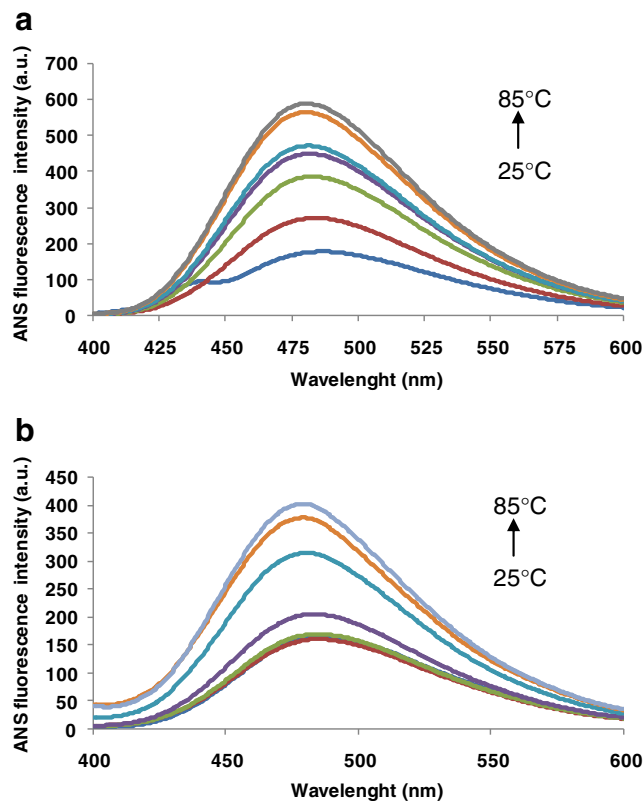 a
ANS fluorescence intensity (a.u.)
700
600
500
400
300
200
100
0
400 425 450 475 500 525 550 575 600
Wavelenght (nm)
85°C
25°C
b
ANS fluorescence intensity (a.u.)
450
400
350
300
250
200
150
100
50
0
400 450 500 550 600
Wavelenght (nm)
85°C
25°C